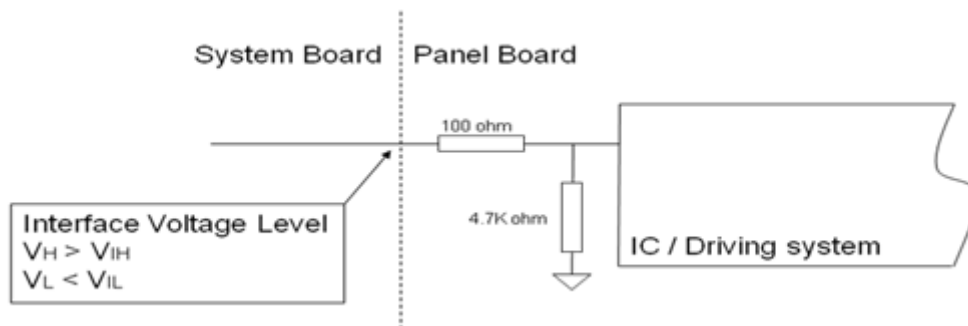 System Board
Panel Board
100 ohm
4.7K ohm
IC / Driving system
Interface Voltage Level
VH > VIH
VL < VIL